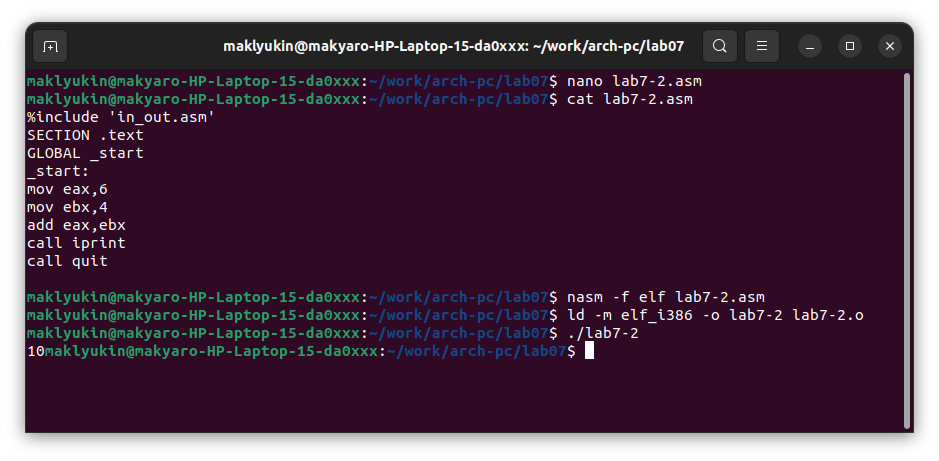 maklyukin@makyaro-HP-Laptop-15-da0xxx: ~/work/arch-pc/lab07
maklyukin@makyaro-HP-Laptop-15-da0xxx:~/work/arch-pc/lab07$ nano lab7-2.asm
maklyukin@makyaro-HP-Laptop-15-da0xxx:~/work/arch-pc/lab07$ cat lab7-2.asm
%include 'in_out.asm'
SECTION .text
GLOBAL _start
_start:
mov eax,6
mov ebx,4
add eax,ebx
call iprint
call quit
maklyukin@makyaro-HP-Laptop-15-da0xxx:~/work/arch-pc/lab07$ nasm -f elf lab7-2.asm
maklyukin@makyaro-HP-Laptop-15-da0xxx:~/work/arch-pc/lab07$ ld -m elf_i386 -o lab7-2 lab7-2.o
maklyukin@makyaro-HP-Laptop-15-da0xxx:~/work/arch-pc/lab07$ ./lab7-2
10maklyukin@makyaro-HP-Laptop-15-da0xxx:~/work/arch-pc/lab07$